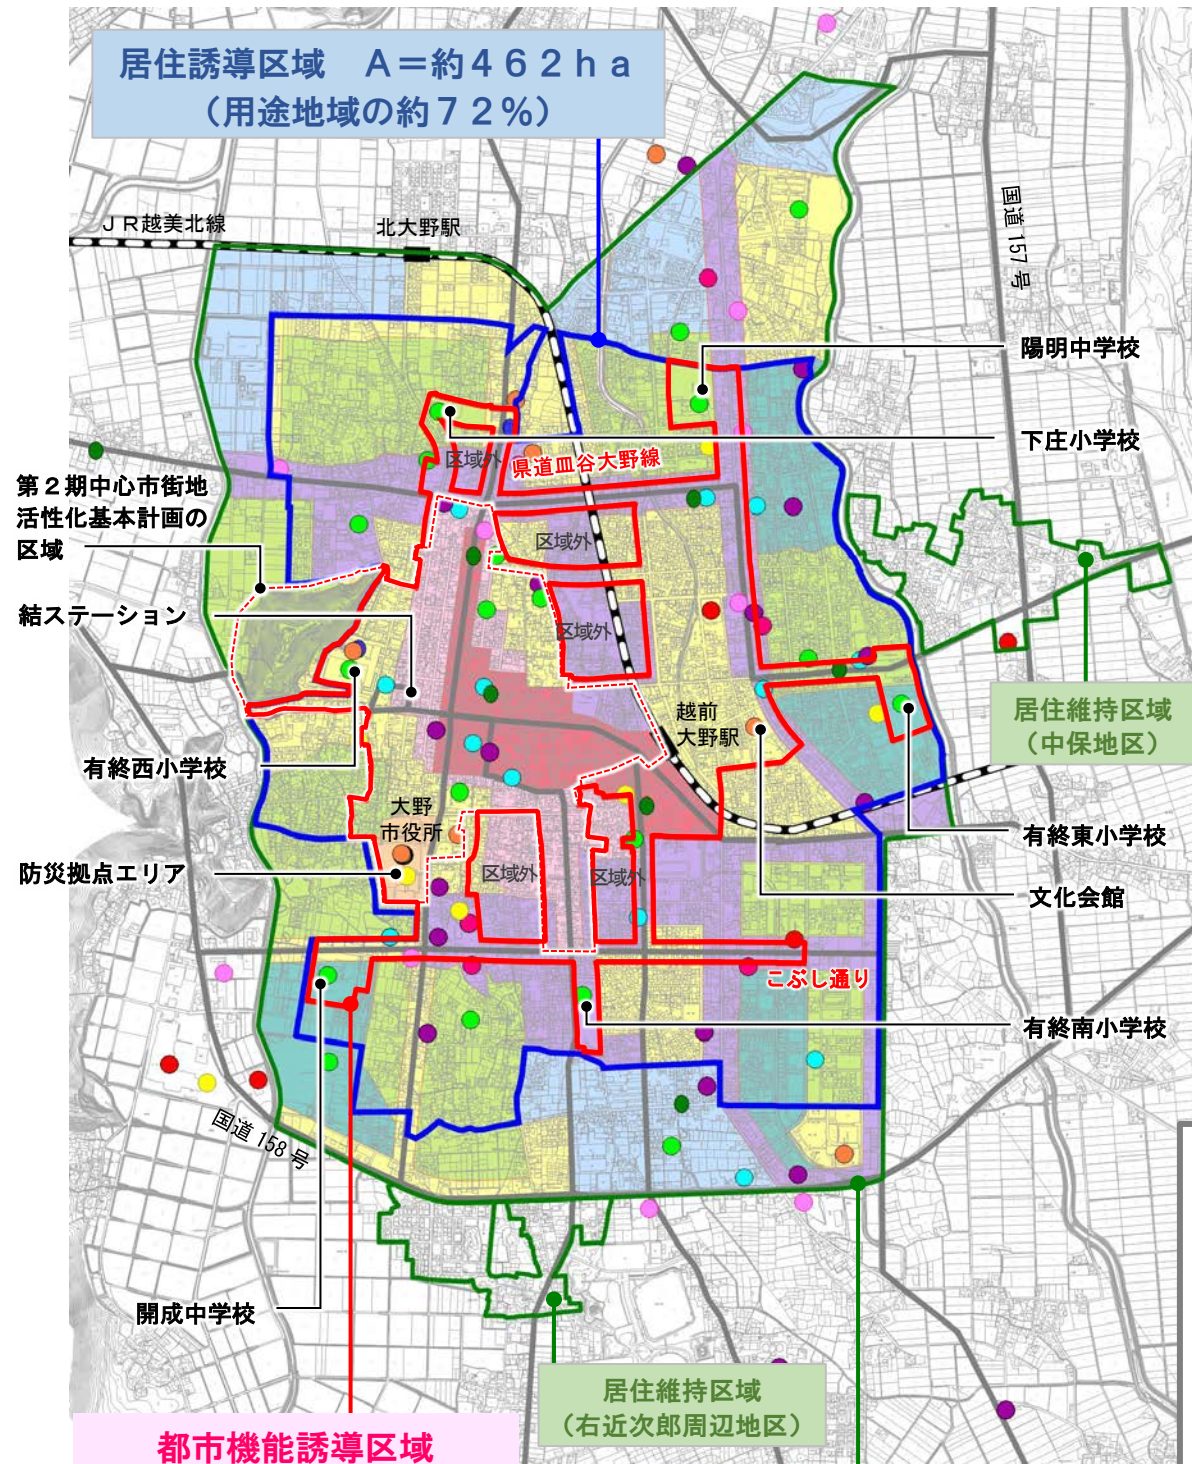 居住誘導区域　A=約462ha
（用途地域の約72%）
JR越美北線
北大野駅
国道157号
陽明中学校
下庄小学校
区域外
県道皿谷大野線
第２期中心市街地
活性化基本計画の
区域
区域外
結ステーション
区域外
居住維持区域
（中保地区）
越前
大野駅
有終西小学校
大野
市役所
有終東小学校
防災拠点エリア
区域外
区域外
文化会館
こぶし通り
有終南小学校
国道158号
開成中学校
居住維持区域
（右近次郎周辺地区）
都市機能誘導区域